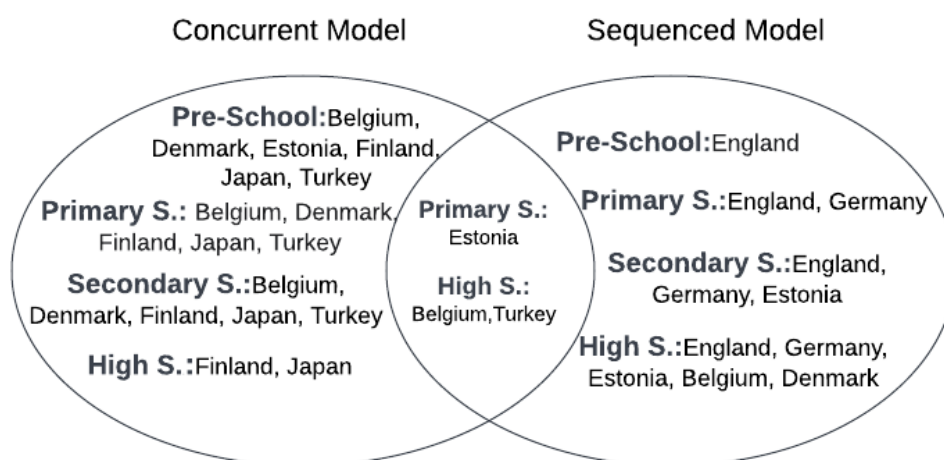 Concurrent Model
Pre-School:Belgium,
Denmark, Estonia, Finland,
Japan, Turkey
Primary S.: Belgium, Denmark,
Finland, Japan, Turkey
Secondary S.:Belgium,
Denmark, Finland, Japan, Turkey
High S.:Finland, Japan
Primary S.:
Estonia
High S.:
Belgium,Turkey
Sequenced Model
Pre-School:England
Primary S.:England, Germany
Secondary S.:England,
Germany, Estonia
High S.:England, Germany,
Estonia, Belgium, Denmark